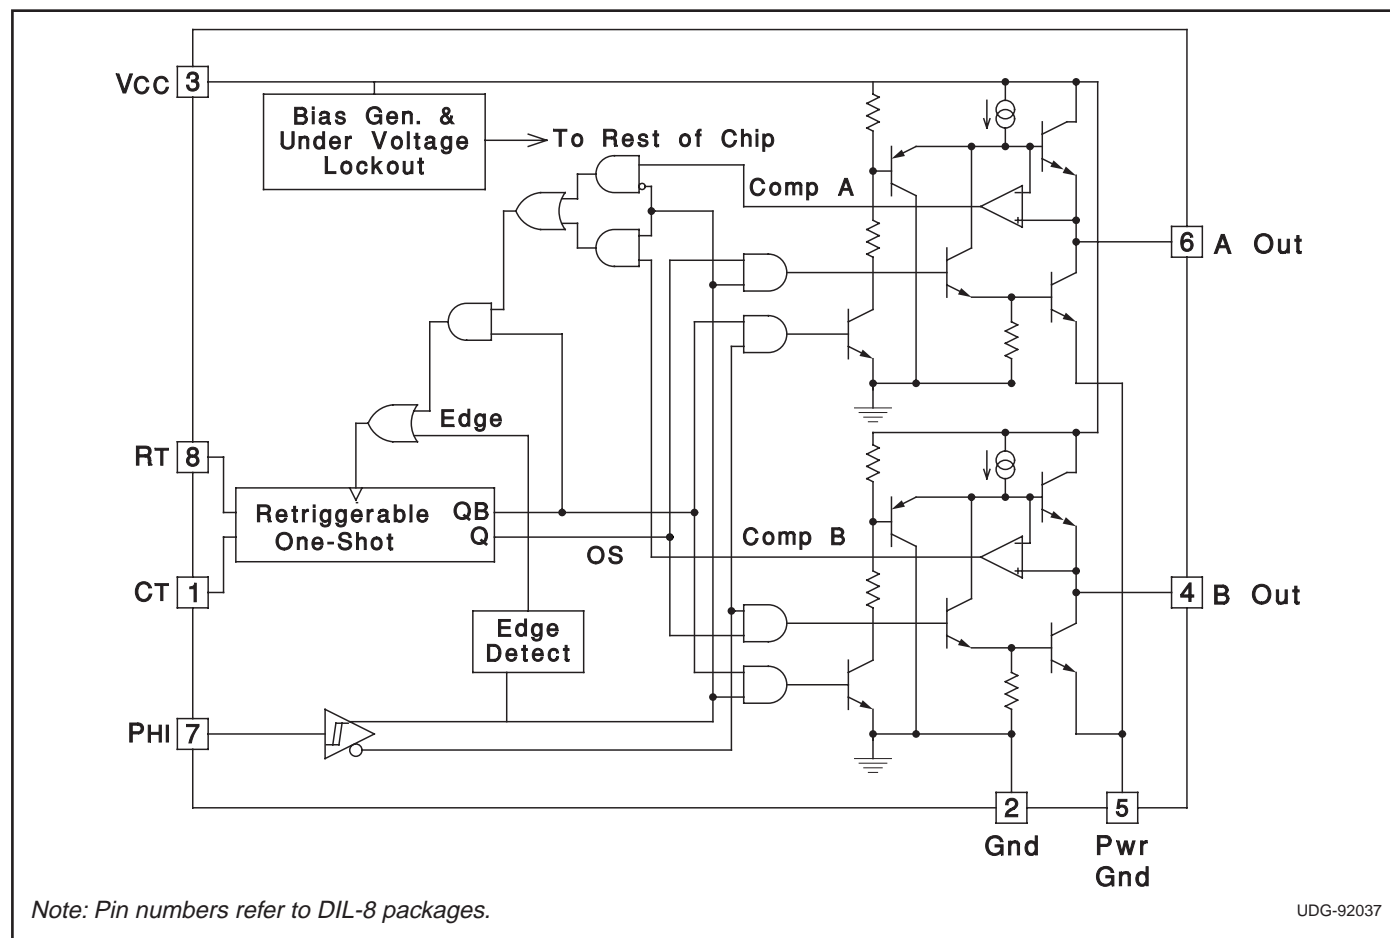 VCC 3
Bias Gen. &
Under Voltage
Lockout
To Rest of Chip
Comp A
6 A Out
Edge
RT 8
Retriggerable
One-Shot
QB
Q
OS
Comp B
CT 1
4 B Out
Edge
Detect
PHI 7
2
5
Gnd
Pwr
Gnd
Note: Pin numbers refer to DIL-8 packages.
UDG-92037